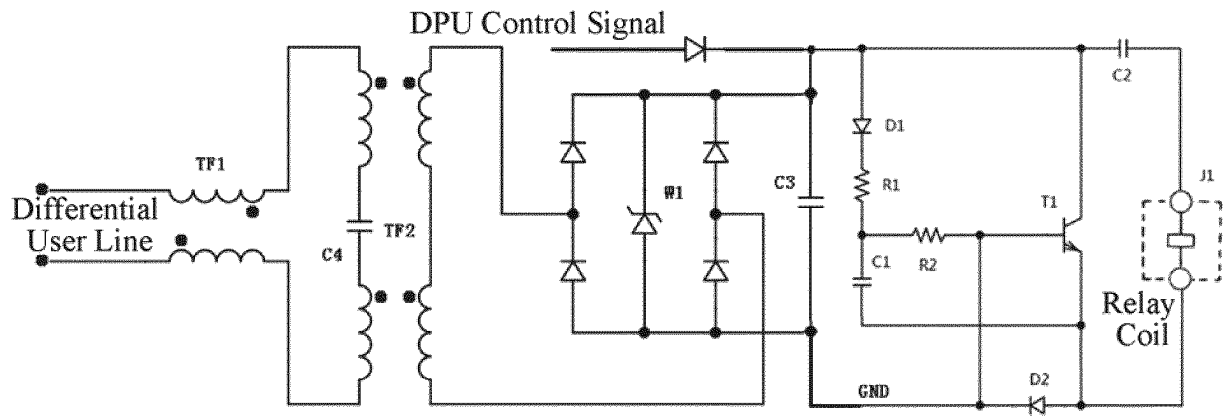 DPU Control Signal
C2
D1
TF1
J1
R1
W1
C3
T1
Differential
User Line
TF2
C4
C1
R2
Relay
Coil
GND
D2